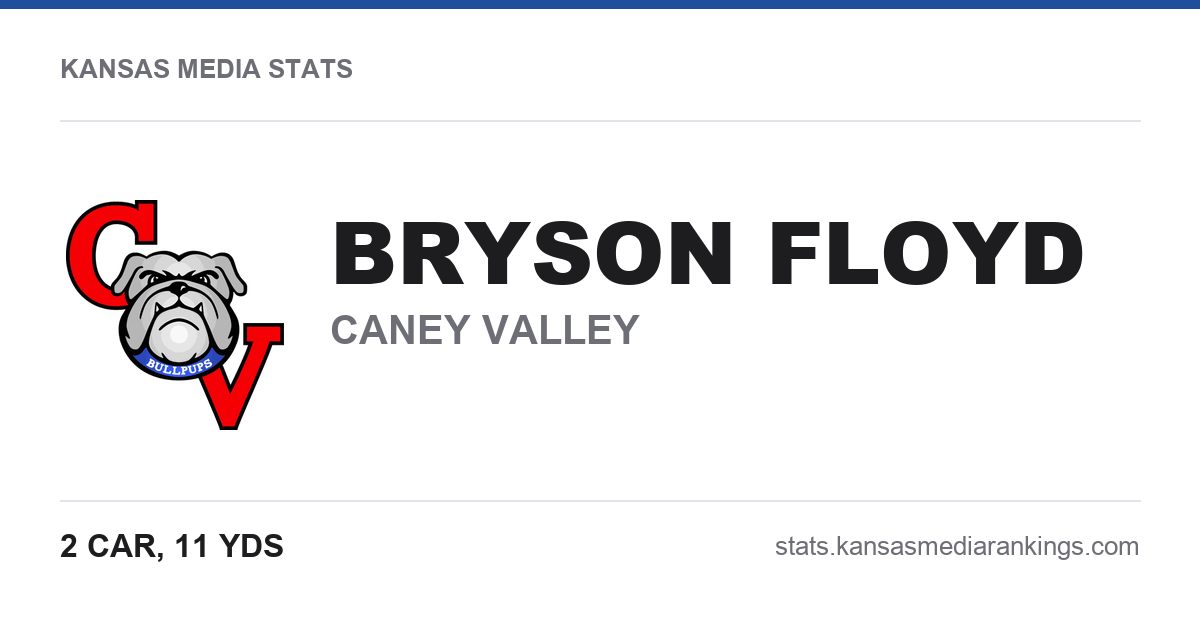 KANSAS MEDIA STATS
CV
BULLPUPS
BRYSON FLOYD
CANEY VALLEY
2 CAR, 11 YDS
stats.kansasmediarankings.com